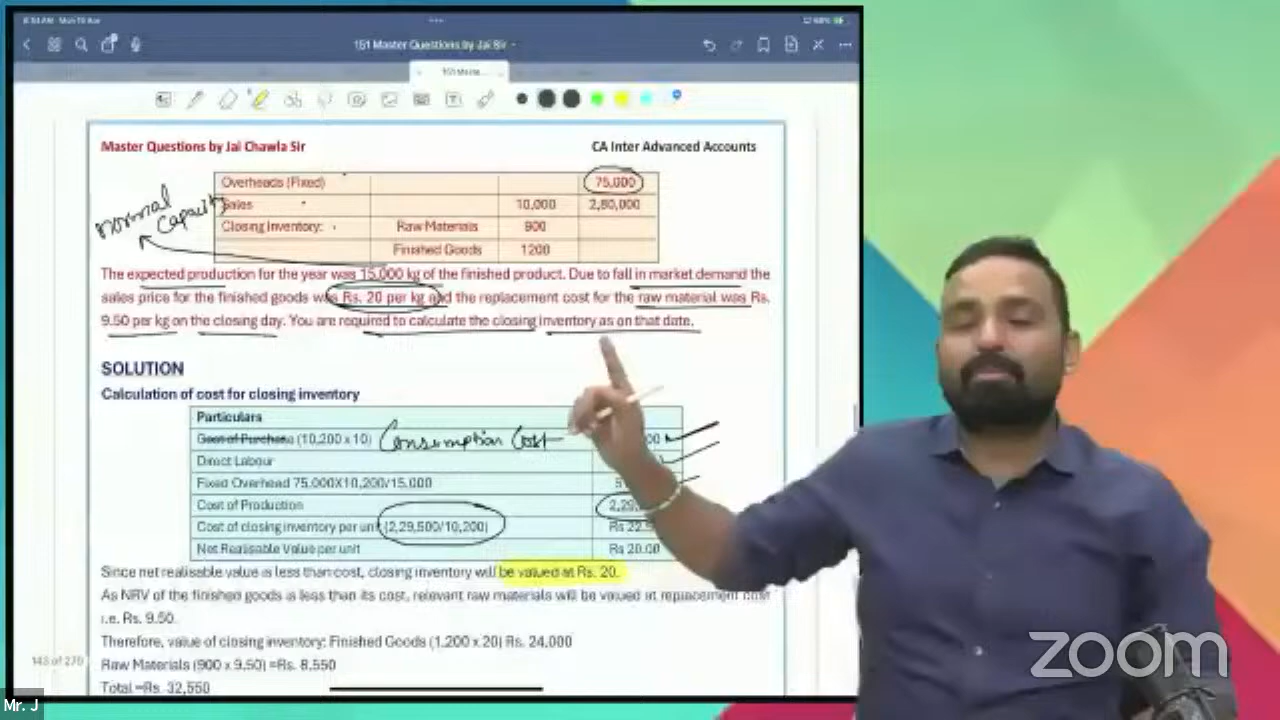 151 Master Questions by Jai Sir
Master Questions by Jai Chawla Sir CA Inter Advanced Accounts
Overheads (Fixed) 75,000
normal capacity
Sales 10,000 2,80,000
Closing Inventory: Raw Materials 900
Finished Goods 1200
The expected production for the year was 15,000 kg of the finished product. Due to fall in market demand the
sales price for the finished goods was Rs. 20 per kg and the replacement cost for the raw material was Rs.
9.50 per kg on the closing day. You are required to calculate the closing inventory as on that date.
SOLUTION
Calculation of cost for closing inventory
Particulars
Cost of Purchase (10,200 x 10) Consumption Cost
Direct Labour
Fixed Overhead 75,000X10,200/15,000
Cost of Production
Cost of closing inventory per unit (2,29,500/10,200)
Net Realisable Value per unit Rs 20.00
Since net realisable value is less than cost, closing inventory will be valued at Rs. 20.
As NRV of the finished goods is less than its cost, relevant raw materials will be valued at replacement cost
i.e. Rs. 9.50.
Therefore, value of closing inventory: Finished Goods (1,200 x 20) Rs. 24,000
Raw Materials (900 x 9.50) =Rs. 8,550
Total =Rs. 32,550
143 of 270
Mr. J
zoom